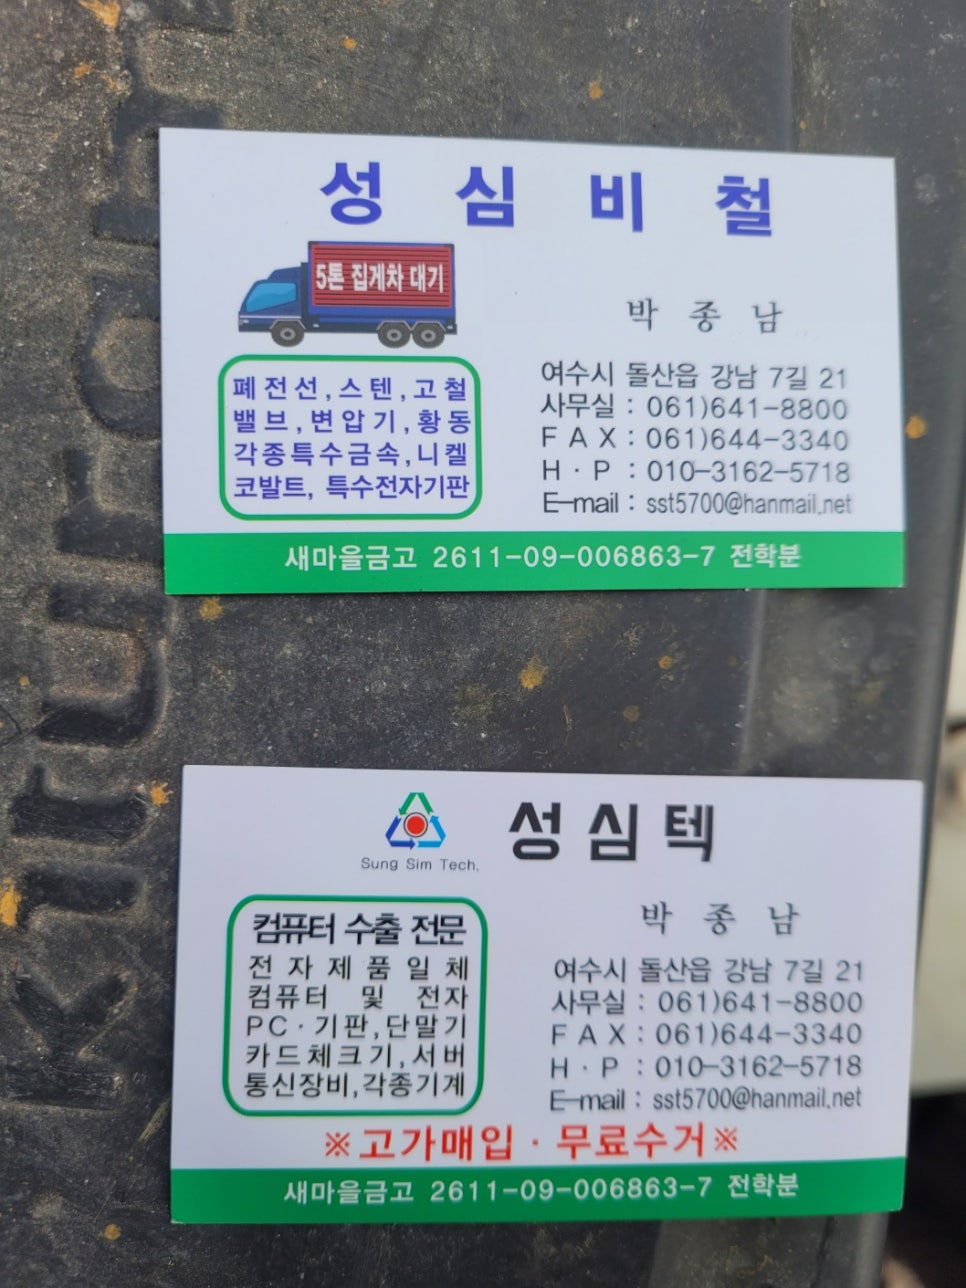 성심비철
5톤 집게차 대기
박종남
폐전선,스텐,고철
밸브,변압기,황동
각종특수금속,니켈
코발트, 특수전자기판
여수시 돌산읍 강남 7길 21
사무실 : 061)641-8800
F A X : 061)644-3340
H · P : 010-3162-5718
E-mail : sst5700@hanmail.net
새마을금고 2611-09-006863-7 전학분
Sung Sim Tech.
성심텍
박종남
컴퓨터 수출 전문
전자제품일체
컴퓨터 및 전자
PC·기판,단말기
카드체크기,서버
통신장비,각종기계
여수시 돌산읍 강남 7길 21
사무실 : 061)641-8800
F A X : 061)644-3340
H · P : 010-3162-5718
E-mail : sst5700@hanmail.net
※고가매입·무료수거※
새마을금고 2611-09-006863-7 전학분